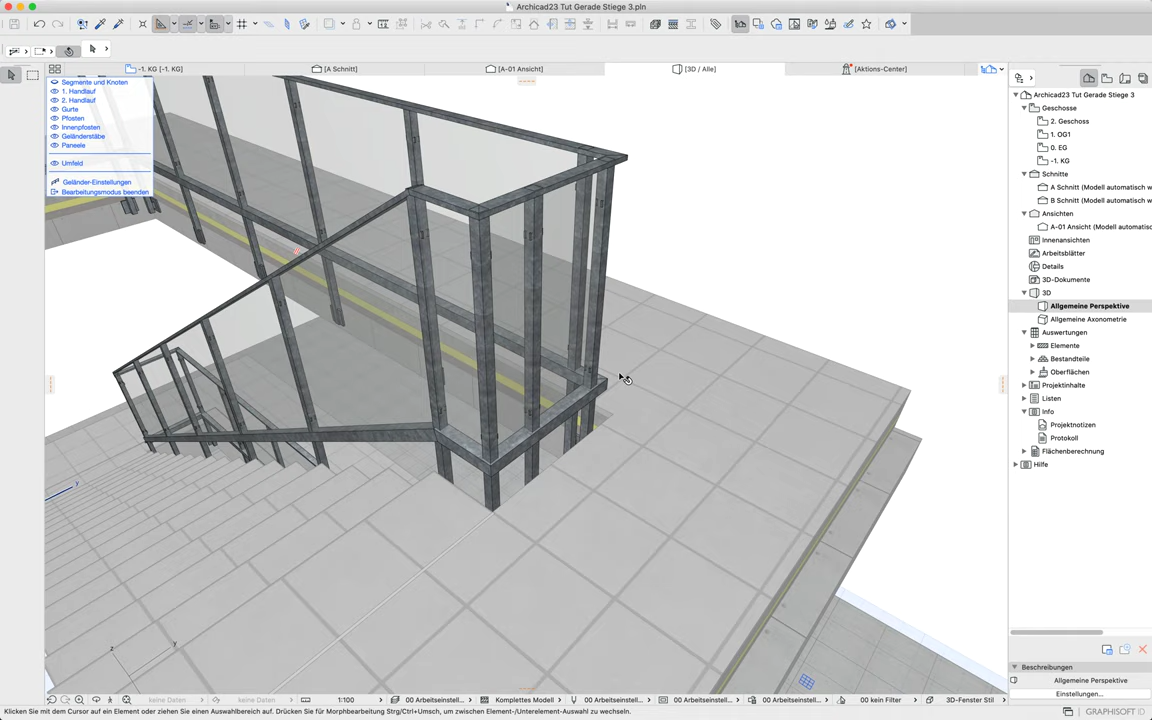 Archicad23 Tut Gerade Stiege 3.pln
-1. KG [-1. KG]
[A Schnitt]
[A-01 Ansicht]
[3D / Alle]
[Aktions-Center]
Segmente und Knoten
1. Handlauf
2. Handlauf
Gurte
Pfosten
Innenpfosten
Geländerstäbe
Paneele
Umfeld
Geländer-Einstellungen
Bearbeitungsmodus beenden
Archicad23 Tut Gerade Stiege 3
Geschosse
2. Geschoss
1. OG1
0. EG
-1. KG
Schnitte
A Schnitt (Modell automatisch w
B Schnitt (Modell automatisch w
Ansichten
A-01 Ansicht (Modell automatisc
Innenansichten
Arbeitsblätter
Details
3D-Dokumente
3D
Allgemeine Perspektive
Allgemeine Axonometrie
Auswertungen
Elemente
Bestandteile
Oberflächen
Projektinhalte
Listen
Info
Projektnotizen
Protokoll
Flächenberechnung
Hilfe
y
z
y
Beschreibungen
Allgemeine Perspektive
Einstellungen...
keine Daten
keine Daten
1:100
00 Arbeitseinstell...
Komplettes Modell
00 Arbeitseinstell...
00 Arbeitseinstell...
00 Arbeitseinstell...
00 kein Filter
3D-Fenster Stil
Klicken Sie mit dem Cursor auf ein Element oder ziehen Sie einen Auswahlbereich auf. Drücken Sie für Morphbearbeitung Strg/Ctrl+Umsch, um zwischen Element-/Unterelement-Auswahl zu wechseln.
GRAPHISOFT ID